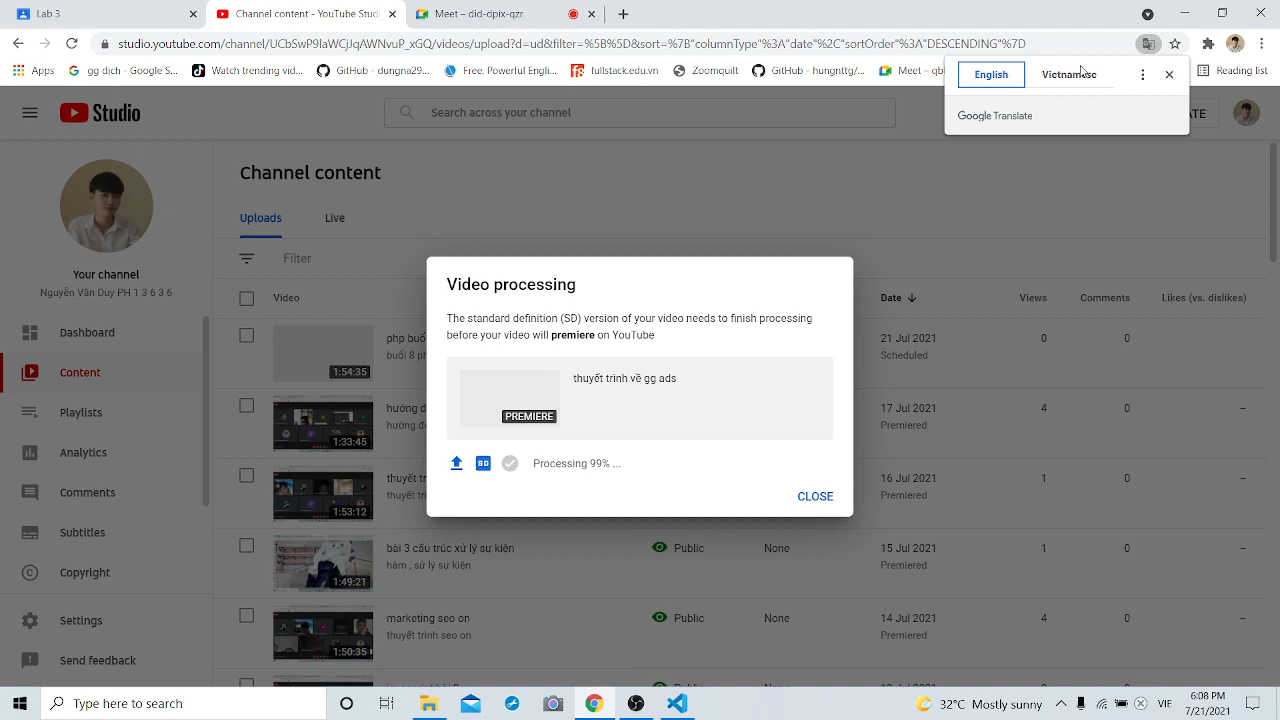 Lab 3
Channel content - YouTube Stud
Meet – did-dpix-qzr
studio.youtube.com/channel/UCbSwP9laWCjJqAWNvuP_xGQ/videos/upload?d=ud&filter=%5B%5D&sort=%7B"columnType"%3A"date"%2C"sortOrder"%3A"DESCENDING"%7D
Apps
gg dịch - Google S...
Watch trending vid...
GitHub - dungna29...
Free, Powerful, Effi...
fullstack.edu.vn
Zoombuilt
GitHub - hungntto/...
Reading list
English
Vietnamese
Google Translate
Studio
Search across your channel
Your channel
Nguyễn Văn Duy PH 1 3 6 3 6
Dashboard
Content
Playlists
Analytics
Comments
Subtitles
Copyright
Settings
Send feedback
Channel content
Uploads
Live
Filter
Video
Date
Views
Comments
Likes (vs. dislikes)
1:54:35
php buổ
buổi 8 ph
21 Jul 2021
Scheduled
0
0
1:33:45
17 Jul 2021
Premiered
4
0
–
1:53:12
16 Jul 2021
Premiered
1
0
–
1:49:21
bài 3 cấu trúc xử lý sự kiện
hàm , sử lý sự kiện
Public
None
15 Jul 2021
Premiered
1
0
–
1:50:35
marketing seo on
thuyết trình seo on
Public
None
14 Jul 2021
Premiered
4
0
–
Video processing
The standard definition (SD) version of your video needs to finish processing
before your video will premiere on YouTube
thuyết trình về gg ads
PREMIERE
SD
Processing 99% ...
CLOSE
Type here to search
32°C Mostly sunny
VIE
6:08 PM
7/21/2021